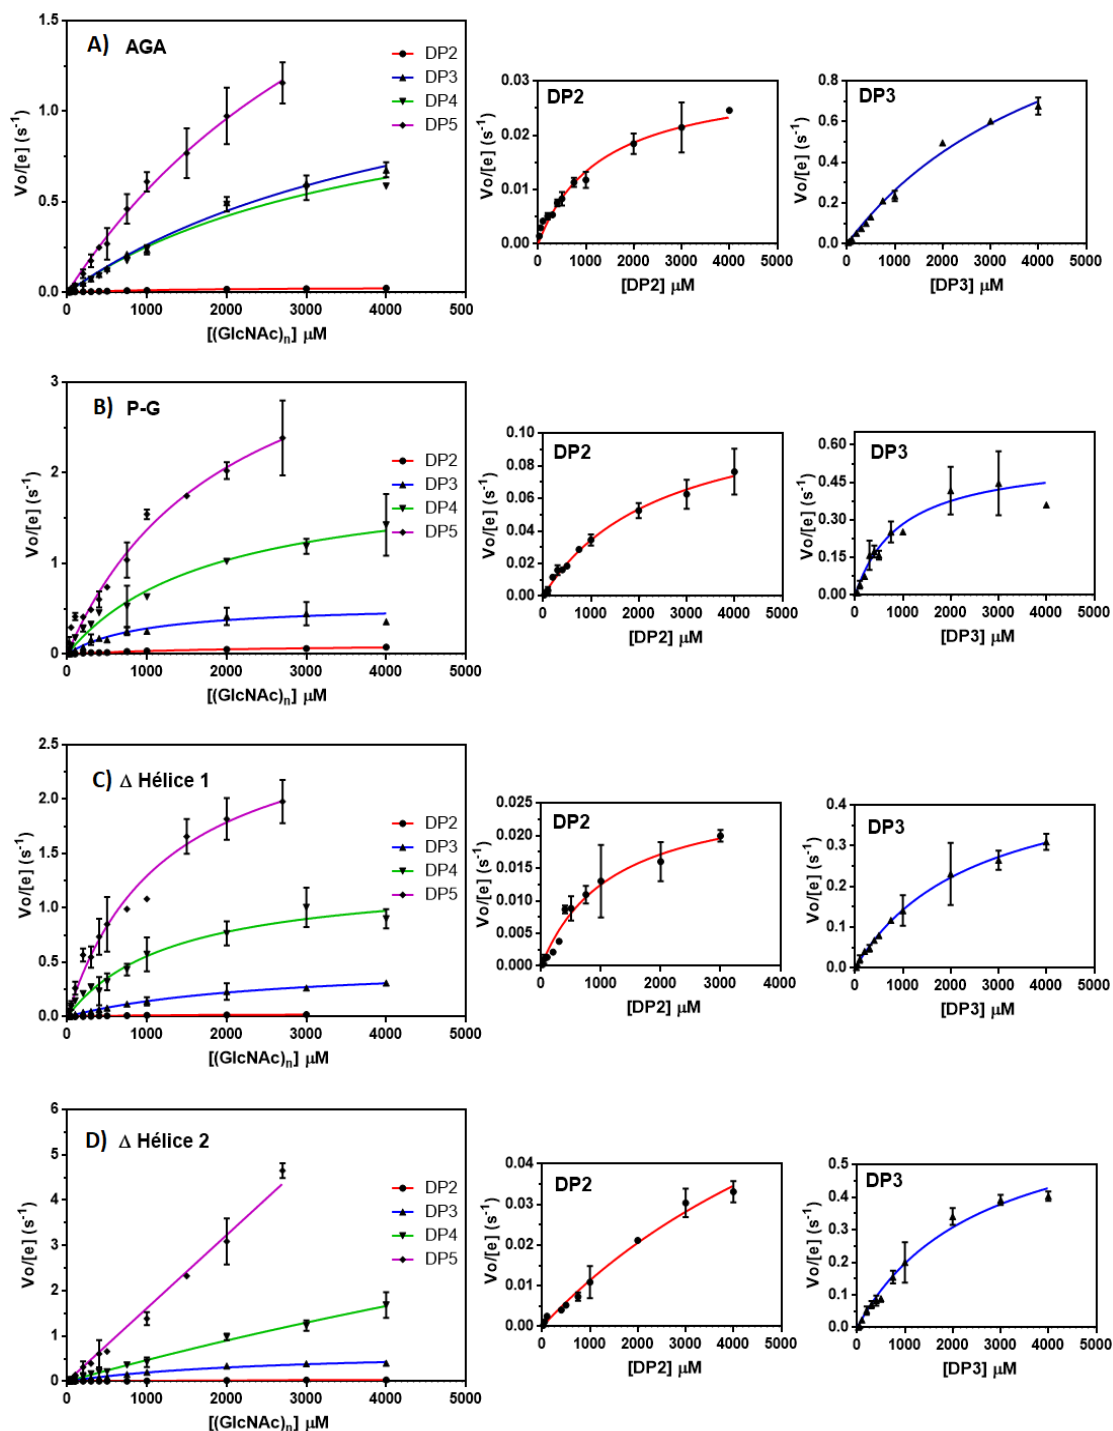 A) AGA
DP2
DP3
DP4
DP5
Vo/[e] (s-1)
1.5
1.0
0.5
0.0
0 1000 2000 3000 4000 5000
[(GlcNAc)n] µM
DP2
Vo/[e] (s-1)
0.03
0.02
0.01
0.00
0 1000 2000 3000 4000 5000
[DP2] µM
DP3
Vo/[e] (s-1)
0.8
0.6
0.4
0.2
0.0
0 1000 2000 3000 4000 5000
[DP3] µM
B) P-G
DP2
DP3
DP4
DP5
Vo/[e] (s-1)
3
2
1
0
0 1000 2000 3000 4000 5000
[(GlcNAc)n] µM
DP2
Vo/[e] (s-1)
0.10
0.08
0.06
0.04
0.02
0.00
0 1000 2000 3000 4000 5000
[DP2] µM
DP3
Vo/[e] (s-1)
0.60
0.45
0.30
0.15
0.00
0 1000 2000 3000 4000 5000
[DP3] µM
C) Δ Hélice 1
DP2
DP3
DP4
DP5
Vo/[e] (s-1)
2.5
2.0
1.5
1.0
0.5
0.0
0 1000 2000 3000 4000 5000
[(GlcNAc)n] µM
DP2
Vo/[e] (s-1)
0.025
0.020
0.015
0.010
0.005
0.000
0 1000 2000 3000 4000
[DP2] µM
DP3
Vo/[e] (s-1)
0.3
0.2
0.1
0.0
0 1000 2000 3000 4000 5000
[DP3] µM
D) Δ Hélice 2
DP2
DP3
DP4
DP5
Vo/[e] (s-1)
6
5
4
3
2
1
0
0 1000 2000 3000 4000 5000
[(GlcNAc)n] µM
DP2
Vo/[e] (s-1)
0.04
0.03
0.02
0.01
0.00
0 1000 2000 3000 4000 5000
[DP2] µM
DP3
Vo/[e] (s-1)
0.5
0.4
0.3
0.2
0.1
0.0
0 1000 2000 3000 4000 5000
[DP3] µM